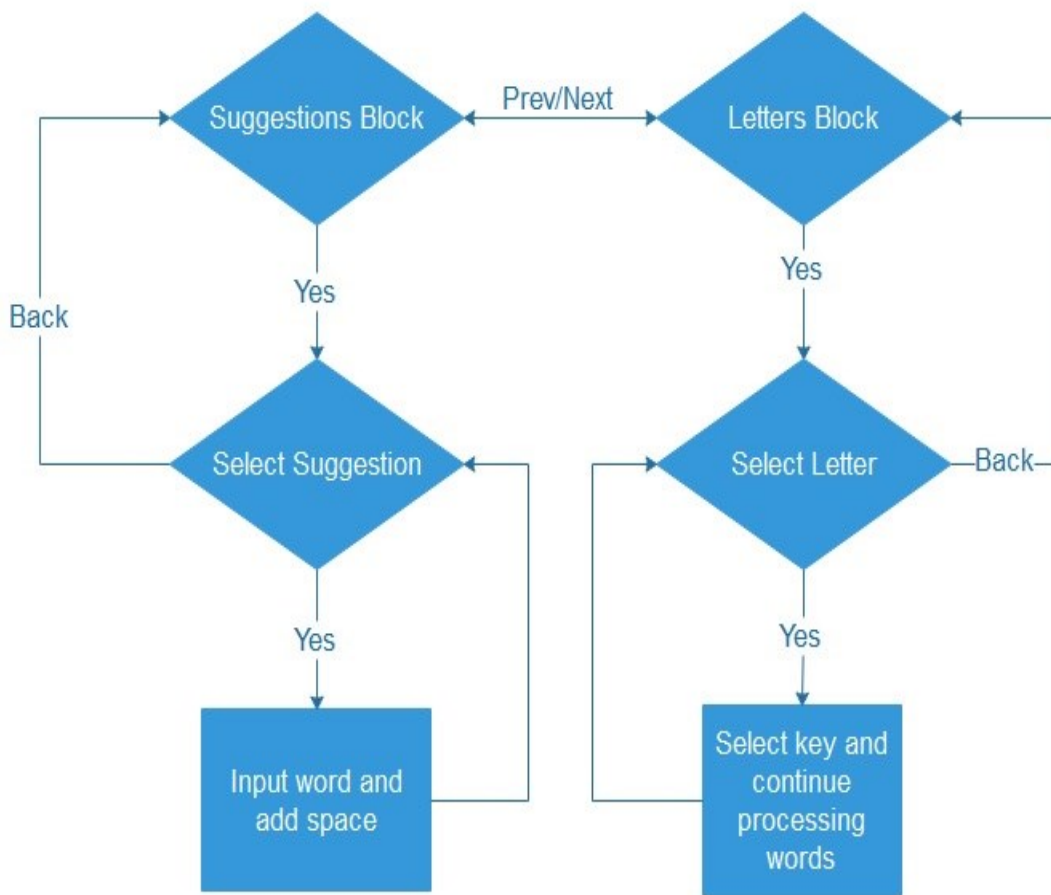 Suggestions Block
Prev/Next
Letters Block
Yes
Yes
Back
Select Suggestion
Select Letter
Back
Yes
Yes
Input word and
add space
Select key and
continue
processing
words